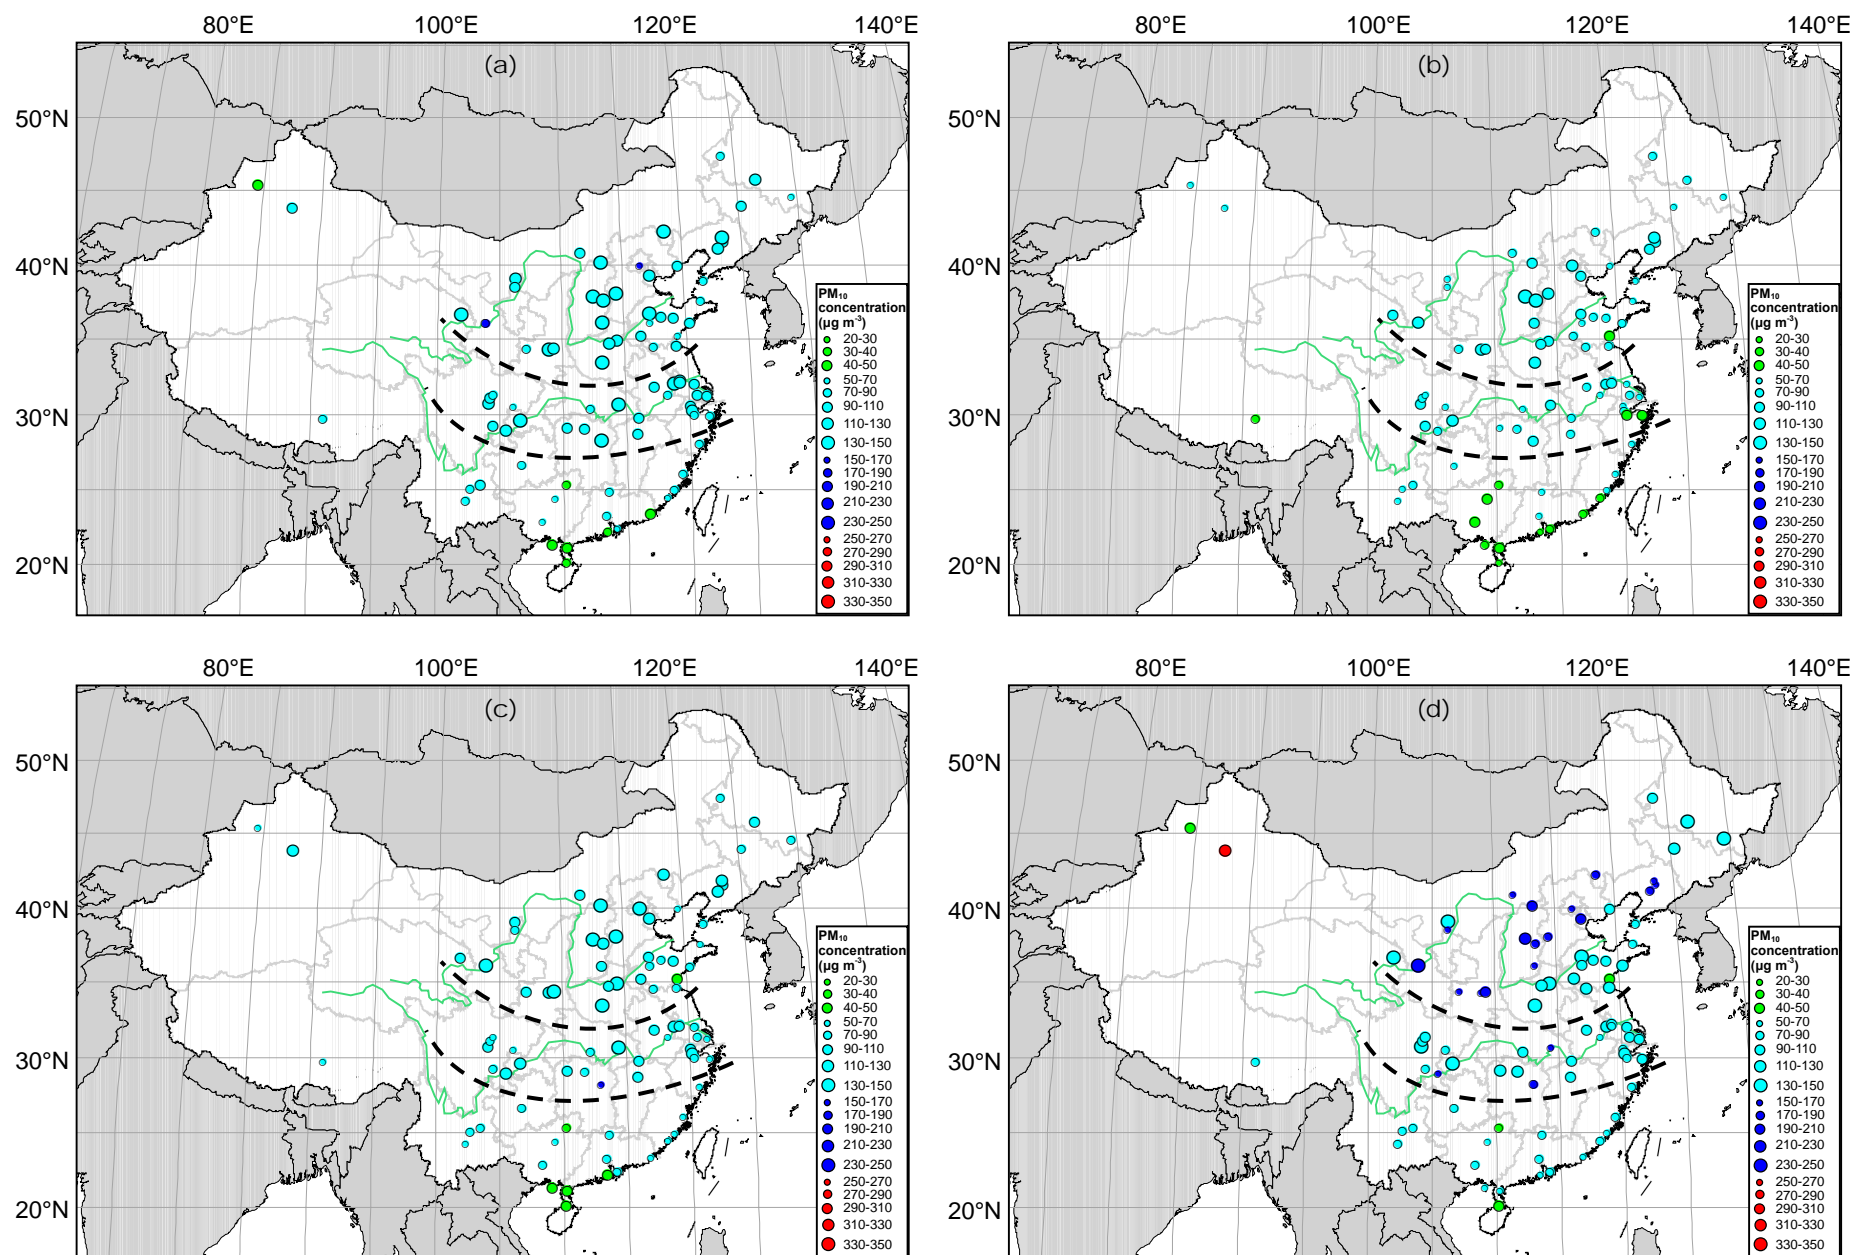 80°E 100°E 120°E 140°E
(a)
50°N
40°N
30°N
20°N
PM10
concentration
(µg m-3)
20-30
30-40
40-50
50-70
70-90
90-110
110-130
130-150
150-170
170-190
190-210
210-230
230-250
250-270
270-290
290-310
310-330
330-350
80°E 100°E 120°E 140°E
(b)
50°N
40°N
30°N
20°N
PM10
concentration
(µg m-3)
20-30
30-40
40-50
50-70
70-90
90-110
110-130
130-150
150-170
170-190
190-210
210-230
230-250
250-270
270-290
290-310
310-330
330-350
80°E 100°E 120°E 140°E
(c)
50°N
40°N
30°N
20°N
PM10
concentration
(µg m-3)
20-30
30-40
40-50
50-70
70-90
90-110
110-130
130-150
150-170
170-190
190-210
210-230
230-250
250-270
270-290
290-310
310-330
330-350
80°E 100°E 120°E 140°E
(d)
50°N
40°N
30°N
20°N
PM10
concentration
(µg m-3)
20-30
30-40
40-50
50-70
70-90
90-110
110-130
130-150
150-170
170-190
190-210
210-230
230-250
250-270
270-290
290-310
310-330
330-350